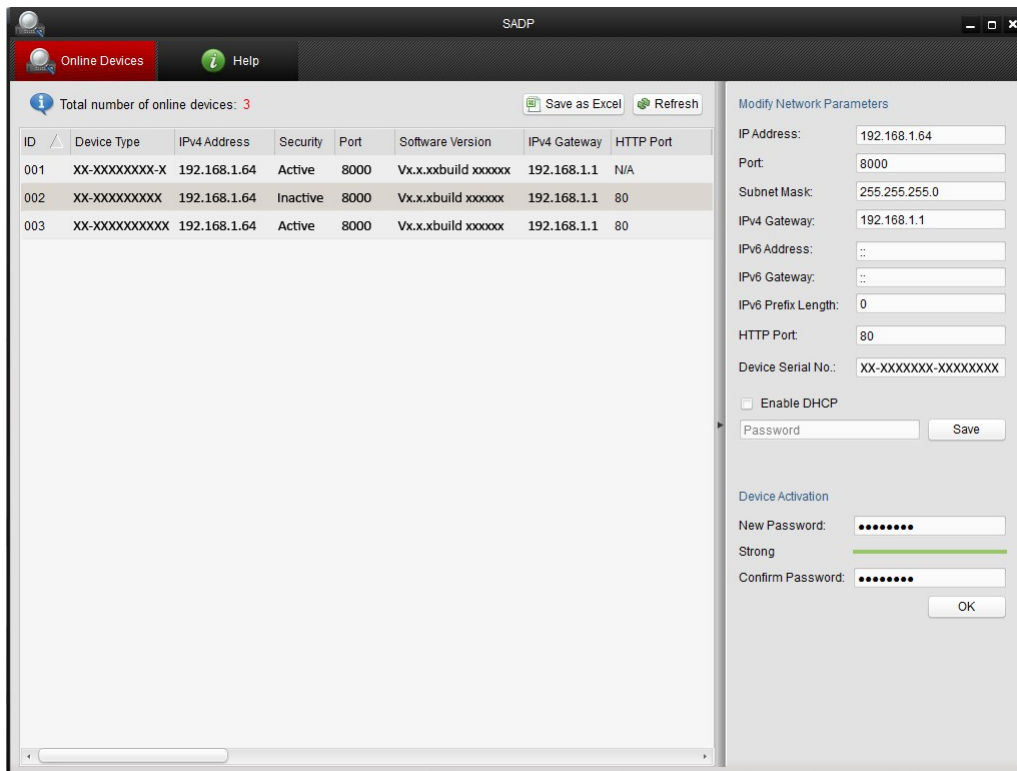 SADP
Online Devices
Help
Total number of online devices: 3
Save as Excel
Refresh
ID Device Type IPv4 Address Security Port Software Version IPv4 Gateway HTTP Port
001 XX-XXXXXXXX-X 192.168.1.64 Active 8000 Vx.x.xxbuild xxxxxx 192.168.1.1 N/A
002 XX-XXXXXXXXX 192.168.1.64 Inactive 8000 Vx.x.xbuild xxxxxx 192.168.1.1 80
003 XX-XXXXXXXXXX 192.168.1.64 Active 8000 Vx.x.xbuild xxxxxx 192.168.1.1 80
Modify Network Parameters
IP Address: 192.168.1.64
Port: 8000
Subnet Mask: 255.255.255.0
IPv4 Gateway: 192.168.1.1
IPv6 Address: ::
IPv6 Gateway: ::
IPv6 Prefix Length: 0
HTTP Port: 80
Device Serial No.: XX-XXXXXXX-XXXXXXXX
Enable DHCP
Password
Save
Device Activation
New Password: ●●●●●●●●
Strong
Confirm Password: ●●●●●●●●
OK